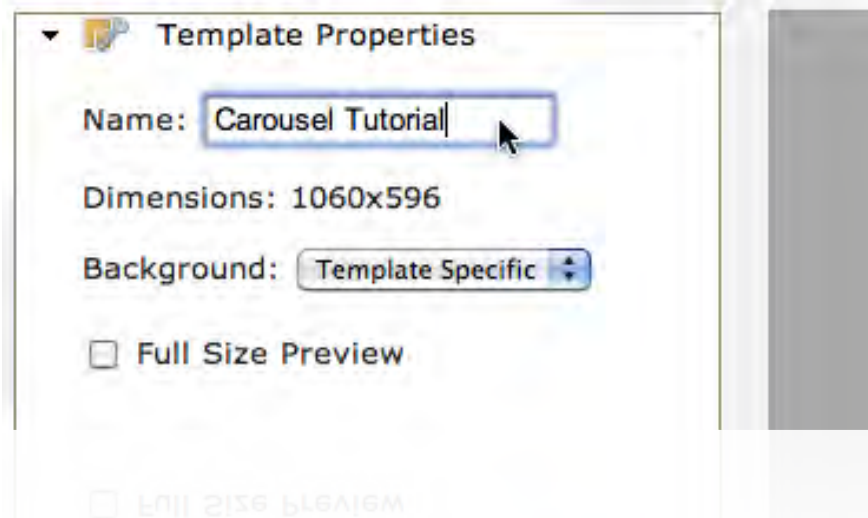 Template Properties
Name: Carousel Tutorial
Dimensions: 1060x596
Background: Template Specific
Full Size Preview
Full Size Preview